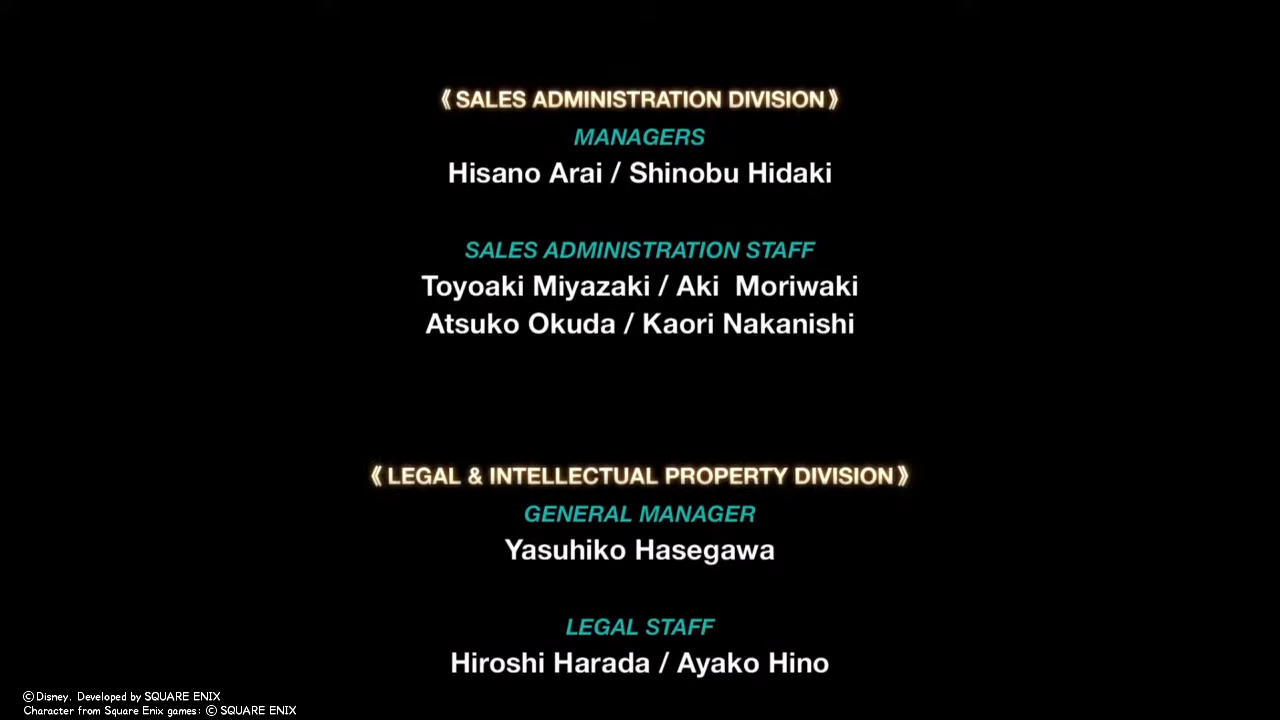 《SALES ADMINISTRATION DIVISION》
MANAGERS
Hisano Arai / Shinobu Hidaki
SALES ADMINISTRATION STAFF
Toyoaki Miyazaki / Aki  Moriwaki
Atsuko Okuda / Kaori Nakanishi
《LEGAL & INTELLECTUAL PROPERTY DIVISION》
GENERAL MANAGER
Yasuhiko Hasegawa
LEGAL STAFF
Hiroshi Harada / Ayako Hino
©Disney. Developed by SQUARE ENIX
Character from Square Enix games: © SQUARE ENIX